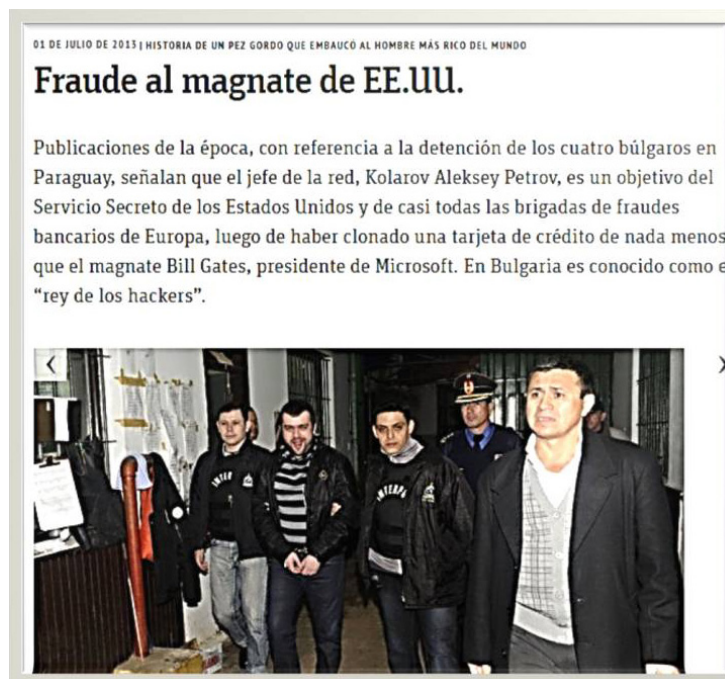 01 DE JULIO DE 2013 | HISTORIA DE UN PEZ GORDO QUE EMBAUCÓ AL HOMBRE MÁS RICO DEL MUNDO
Fraude al magnate de EE.UU.
Publicaciones de la época, con referencia a la detención de los cuatro búlgaros en
Paraguay, señalan que el jefe de la red, Kolarov Aleksey Petrov, es un objetivo del
Servicio Secreto de los Estados Unidos y de casi todas las brigadas de fraudes
bancarios de Europa, luego de haber clonado una tarjeta de crédito de nada menos
que el magnate Bill Gates, presidente de Microsoft. En Bulgaria es conocido como e
“rey de los hackers”.
INTERP